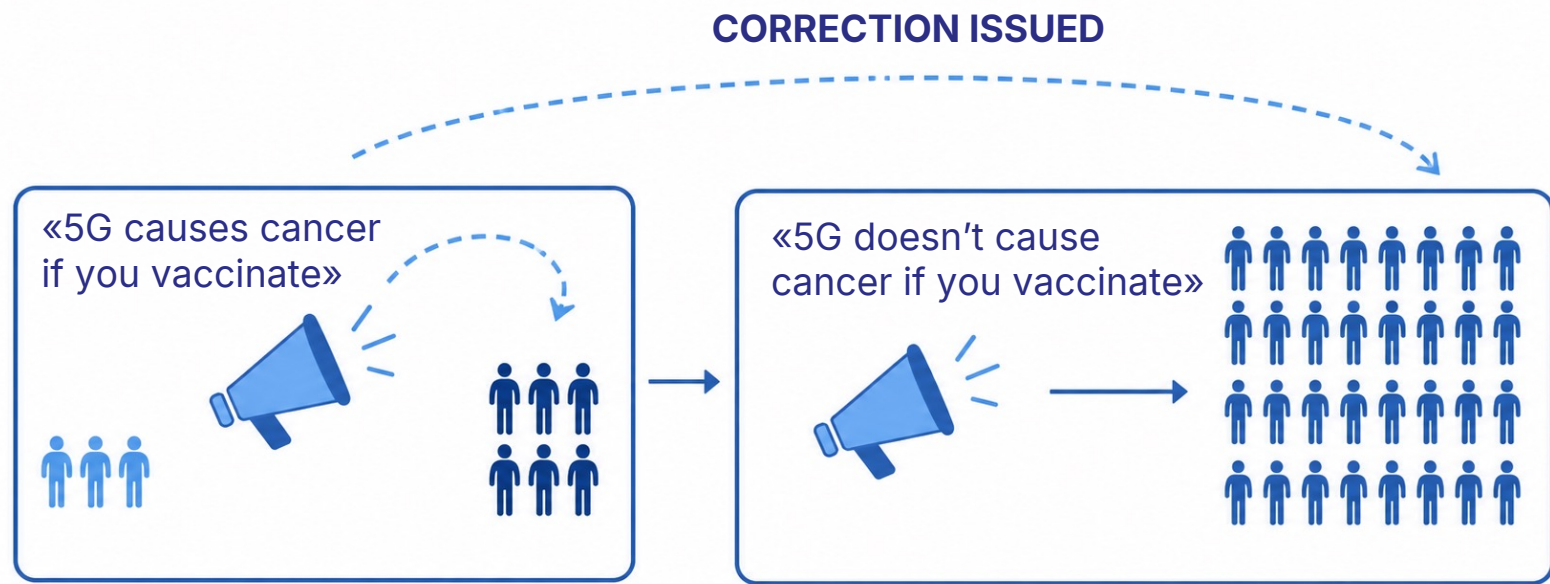 CORRECTION ISSUED
«5G causes cancer
if you vaccinate»
«5G doesn’t cause
cancer if you vaccinate»